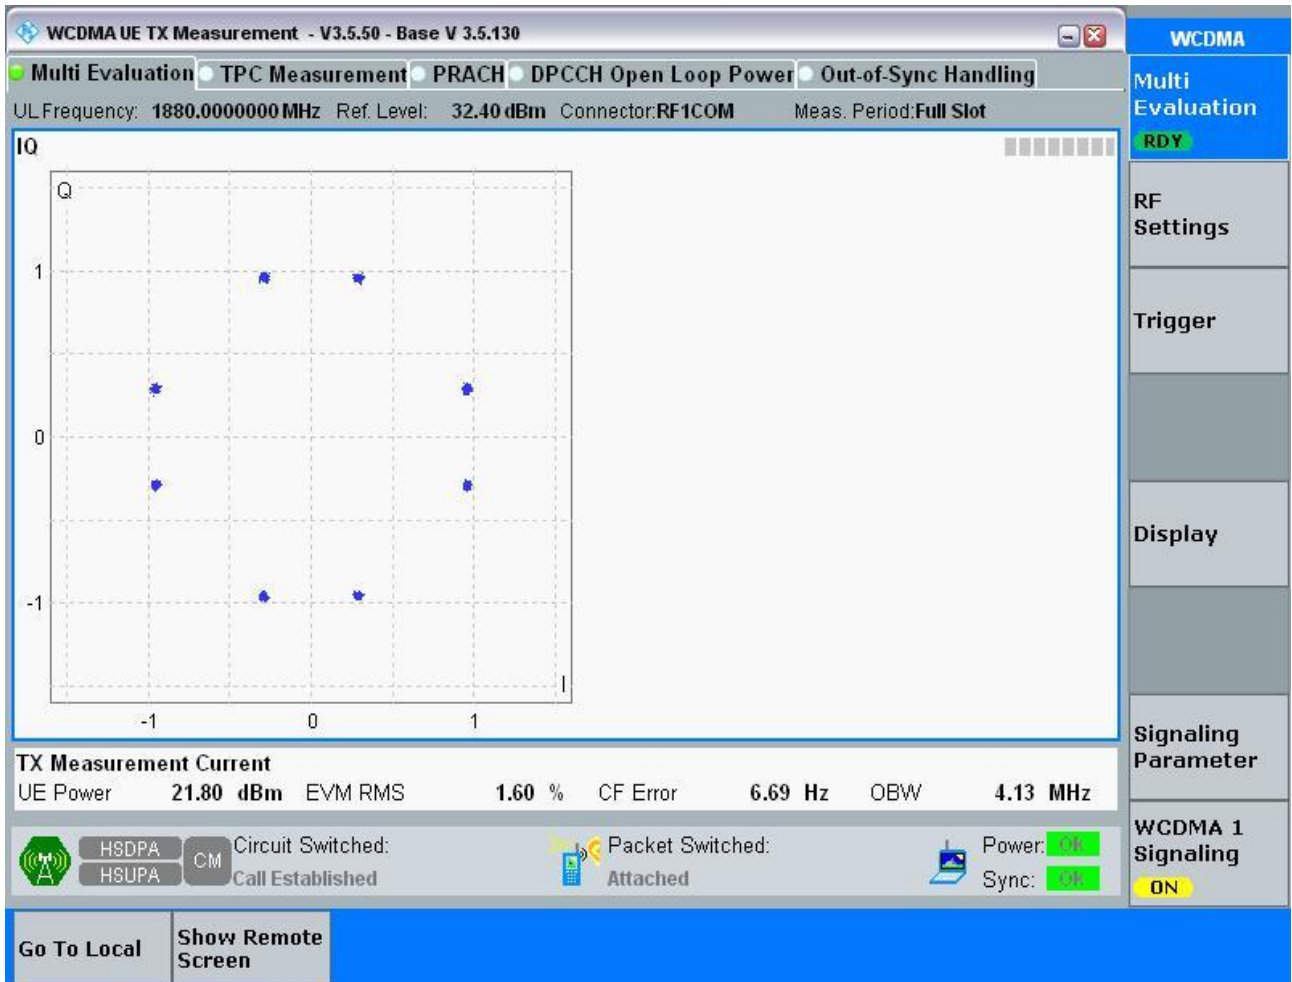 WCDMA UE TX Measurement - V3.5.50 - Base V 3.5.130
Multi Evaluation TPC Measurement PRACH DPCCH Open Loop Power Out-of-Sync Handling
UL Frequency: 1880.0000000 MHz Ref. Level: 32.40 dBm Connector:RF1COM Meas. Period:Full Slot
IQ
Q
1
0
-1
I
-1 0 1
TX Measurement Current
UE Power 21.80 dBm EVM RMS 1.60 % CF Error 6.69 Hz OBW 4.13 MHz
HSDPA
HSUPA
CM
Circuit Switched:
Call Established
Packet Switched:
Attached
Power: OK
Sync: OK
WCDMA
Multi
Evaluation
RDY
RF
Settings
Trigger
Display
Signaling
Parameter
WCDMA 1
Signaling
ON
Go To Local
Show Remote
Screen